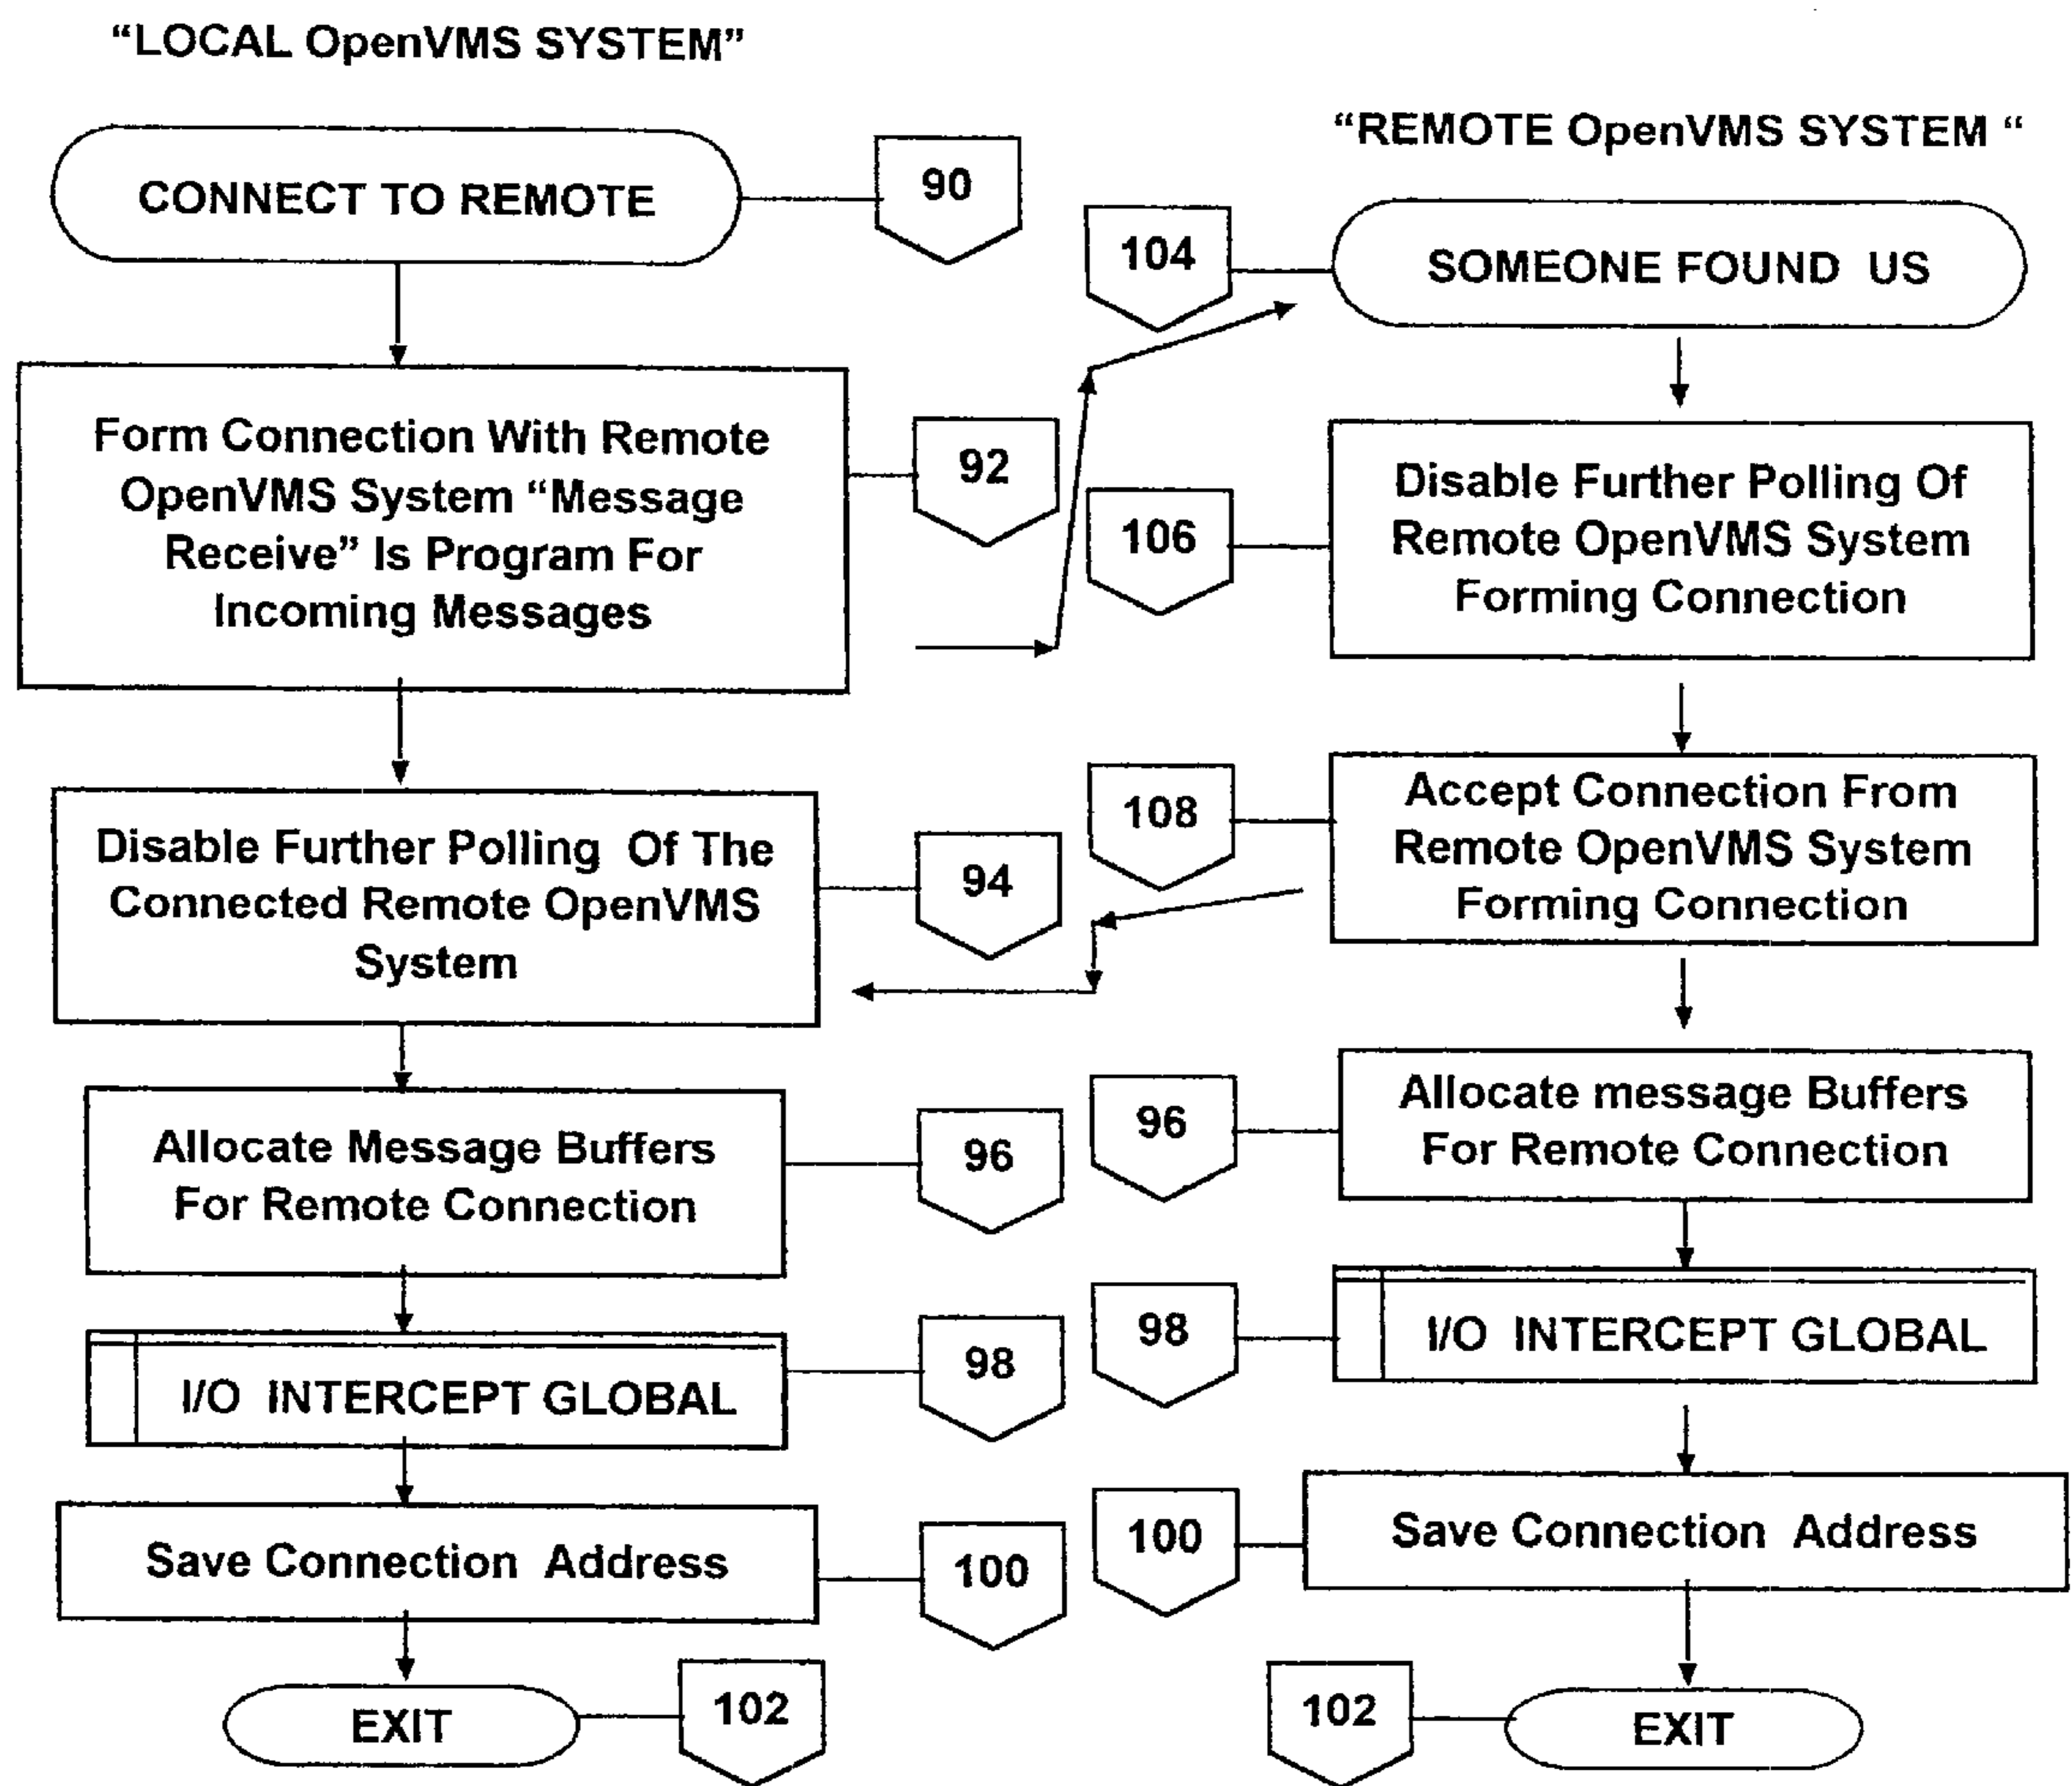 “LOCAL OpenVMS SYSTEM”
CONNECT TO REMOTE
90
Form Connection With Remote
OpenVMS System “Message
Receive” Is Program For
Incoming Messages
92
Disable Further Polling Of The
Connected Remote OpenVMS
System
94
Allocate Message Buffers
For Remote Connection
96
I/O INTERCEPT GLOBAL
98
Save Connection Address
100
EXIT
102
“REMOTE OpenVMS SYSTEM “
104
SOMEONE FOUND US
106
Disable Further Polling Of
Remote OpenVMS System
Forming Connection
108
Accept Connection From
Remote OpenVMS System
Forming Connection
96
Allocate message Buffers
For Remote Connection
98
I/O INTERCEPT GLOBAL
100
Save Connection Address
102
EXIT